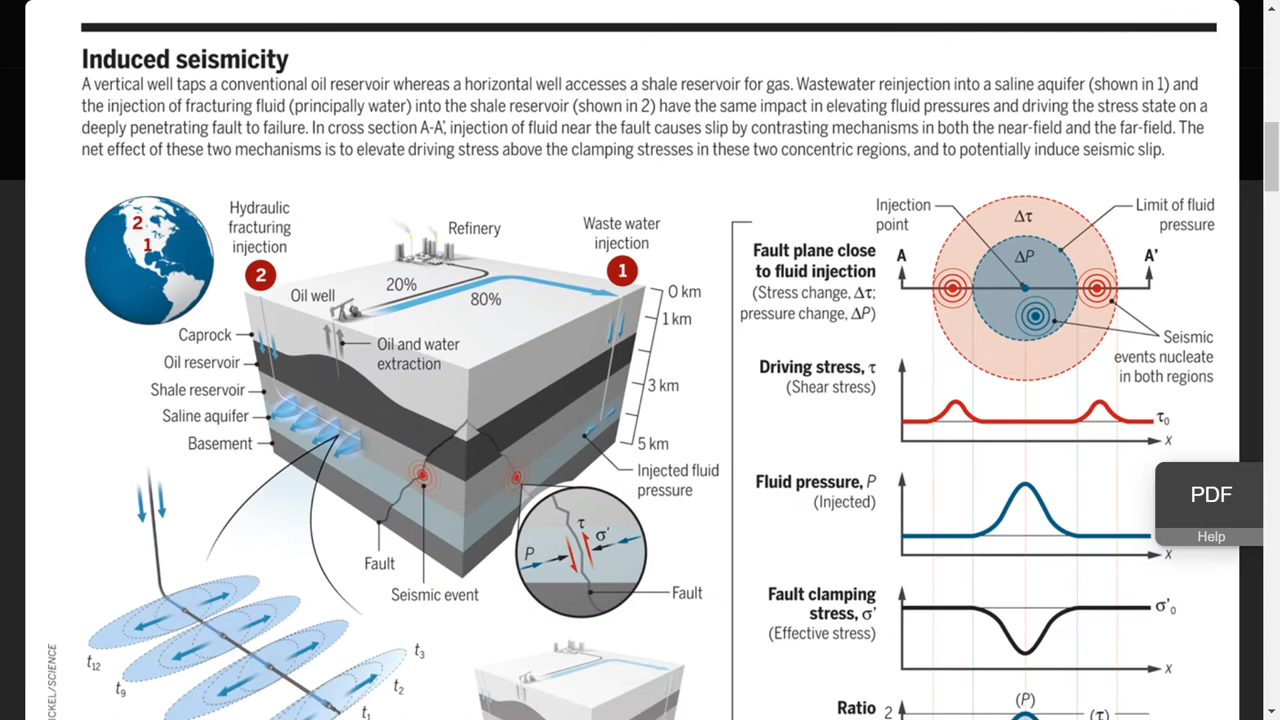 Induced seismicity
A vertical well taps a conventional oil reservoir whereas a horizontal well accesses a shale reservoir for gas. Wastewater reinjection into a saline aquifer (shown in 1) and
the injection of fracturing fluid (principally water) into the shale reservoir (shown in 2) have the same impact in elevating fluid pressures and driving the stress state on a
deeply penetrating fault to failure. In cross section A-A′, injection of fluid near the fault causes slip by contrasting mechanisms in both the near-field and the far-field. The
net effect of these two mechanisms is to elevate driving stress above the clamping stresses in these two concentric regions, and to potentially induce seismic slip.
2
1
Hydraulic
fracturing
injection
2
Refinery
Waste water
injection
1
Oil well
20%
80%
0 km
1 km
3 km
5 km
Caprock
Oil reservoir
Shale reservoir
Saline aquifer
Basement
Oil and water
extraction
Injected fluid
pressure
Fault
Seismic event
P
τ
σ'
Fault
t12
t9
t3
t2
t1
Injection
point
Limit of fluid
pressure
Δτ
ΔP
A
A'
Fault plane close
to fluid injection
(Stress change, Δτ;
pressure change, ΔP)
Seismic
events nucleate
in both regions
Driving stress, τ
(Shear stress)
τ0
x
Fluid pressure, P
(Injected)
x
Fault clamping
stress, σ'
(Effective stress)
σ'0
x
Ratio
2
(P)
(τ)
PDF
Help
ICKEL/SCIENCE